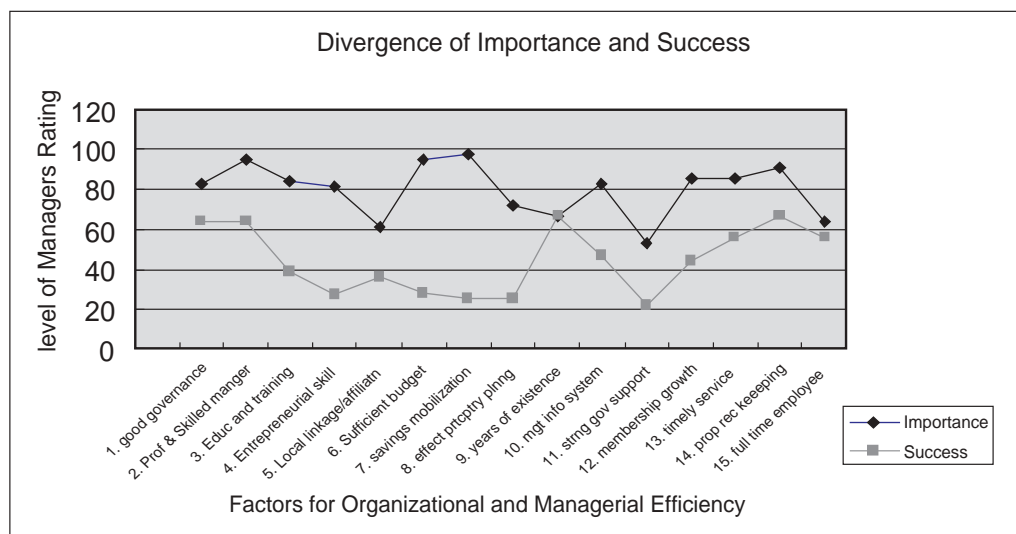 Divergence of Importance and Success
level of Managers Rating
120
100
80
60
40
20
0
1. good governance
2. Prof & Skilled manger
3. Educ and training
4. Entrepreneurial skill
5. Local linkage/affiliatn
6. Sufficient budget
7. savings mobilization
8. effect prtcptry plnng
9. years of existence
10. mgt info system
11. strng gov support
12. membership growth
13. timely service
14. prop rec keeeping
15. full time employee
Importance
Success
Factors for Organizational and Managerial Efficiency